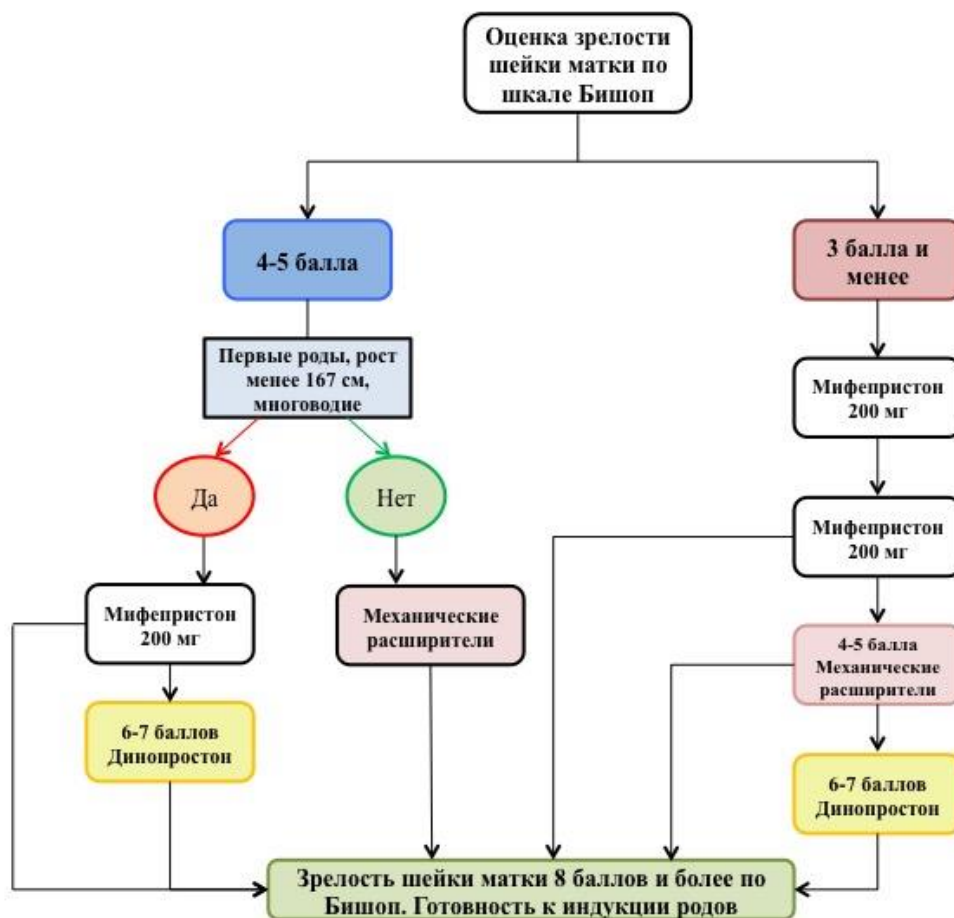 Оценка зрелости
шейки матки по
шкале Бишоп
4-5 балла
3 балла и
менее
Первые роды, рост
менее 167 см,
многоводие
Мифепристон
200 мг
Да
Нет
Мифепристон
200 мг
Мифепристон
200 мг
Механические
расширители
4-5 балла
Механические
расширители
6-7 баллов
Динопростон
6-7 баллов
Динопростон
Зрелость шейки матки 8 баллов и более по
Бишоп. Готовность к индукции родов